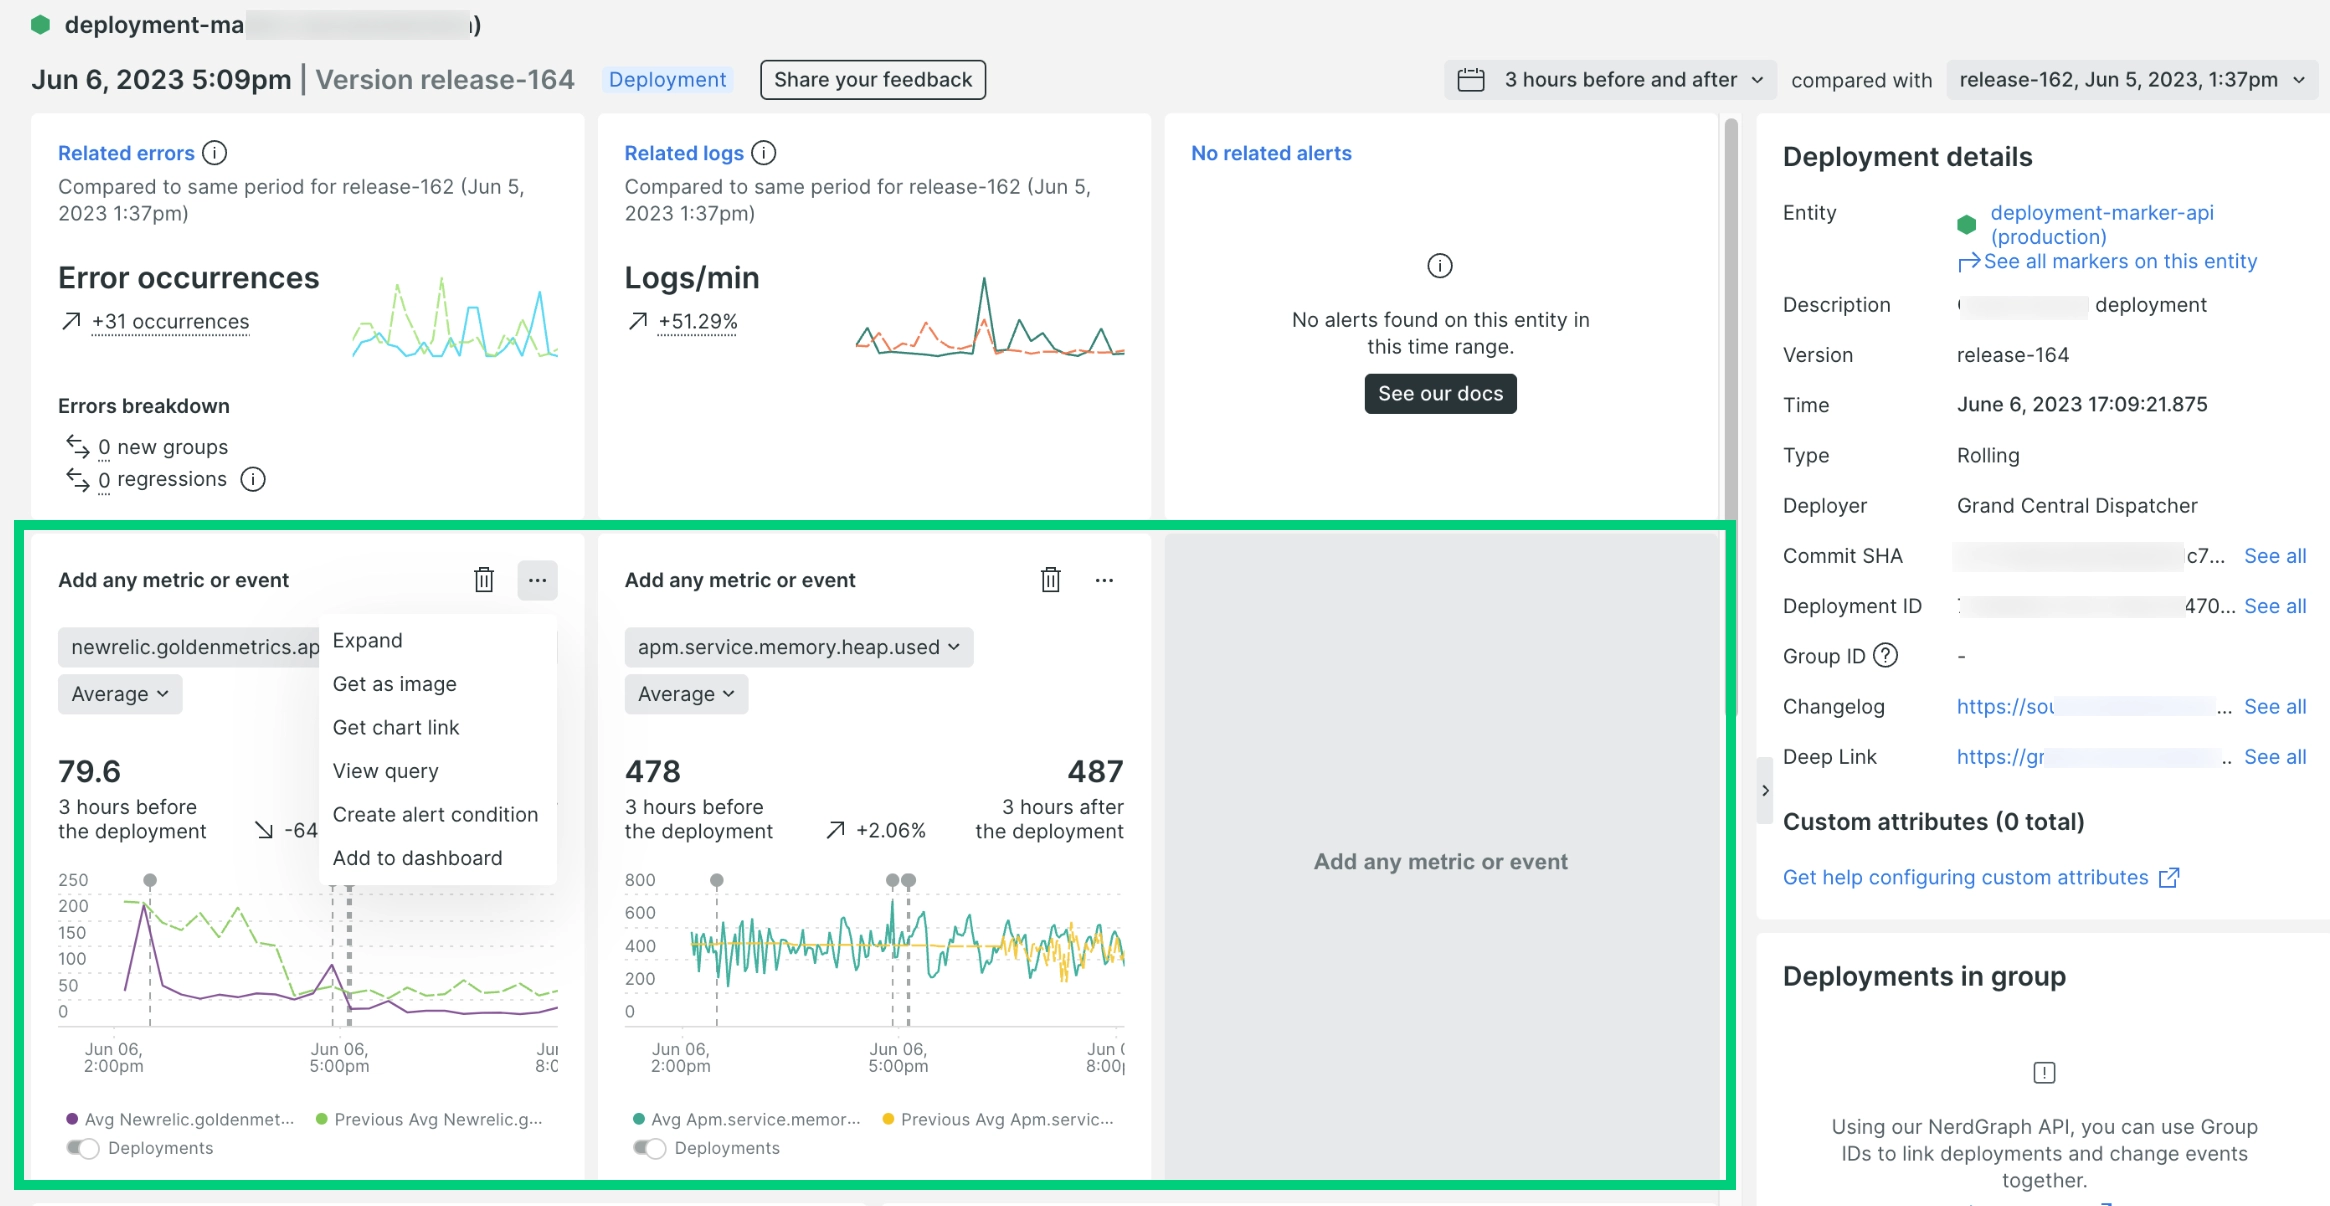 deployment-ma )
Jun 6, 2023 5:09pm | Version release-164 Deployment Share your feedback
3 hours before and after compared with release-162, Jun 5, 2023, 1:37pm
Related errors
Compared to same period for release-162 (Jun 5,
2023 1:37pm)
Error occurrences
+31 occurrences
Errors breakdown
0 new groups
0 regressions
Related logs
Compared to same period for release-162 (Jun 5,
2023 1:37pm)
Logs/min
+51.29%
No related alerts
No alerts found on this entity in
this time range.
See our docs
Add any metric or event ...
newrelic.goldenmetrics.ap
Average
Expand
Get as image
Get chart link
View query
Create alert condition
Add to dashboard
79.6
3 hours before
the deployment
-64
250
200
150
100
50
0
Jun 06,
2:00pm
Jun 06,
5:00pm
Avg Newrelic.goldenmet...
Previous Avg Newrelic.g...
Deployments
Add any metric or event ...
apm.service.memory.heap.used
Average
478
3 hours before
the deployment
+2.06%
487
3 hours after
the deployment
800
600
400
200
0
Jun 06,
2:00pm
Jun 06,
5:00pm
Jun
8:00
Avg Apm.service.memor...
Previous Avg Apm.servic...
Deployments
Add any metric or event
Deployment details
Entity
deployment-marker-api
(production)
See all markers on this entity
Description deployment
Version release-164
Time June 6, 2023 17:09:21.875
Type Rolling
Deployer Grand Central Dispatcher
Commit SHA c7... See all
Deployment ID 470... See all
Group ID -
Changelog https://sou ... See all
Deep Link https://gr .. See all
Custom attributes (0 total)
Get help configuring custom attributes
Deployments in group
Using our NerdGraph API, you can use Group
IDs to link deployments and change events
together.